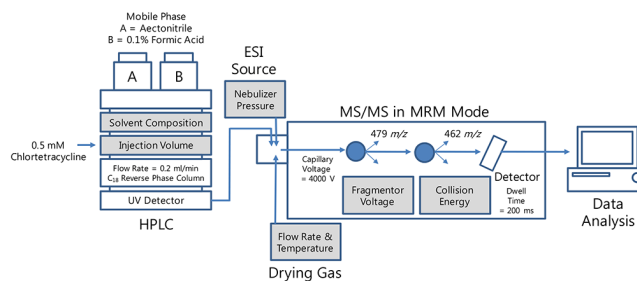 Mobile Phase
A = Aectonitrile
B = 0.1% Formic Acid
A
B
Solvent Composition
Injection Volume
Flow Rate = 0.2 ml/min
C18 Reverse Phase Column
UV Detector
HPLC
0.5 mM
Chlortetracycline
ESI
Source
Nebulizer
Pressure
Flow Rate &
Temperature
Drying Gas
MS/MS in MRM Mode
Capillary
Voltage =
4000 V
479 m/z
462 m/z
Fragmentor
Voltage
Collision
Energy
Detector
Dwell
Time
= 200 ms
Data
Analysis